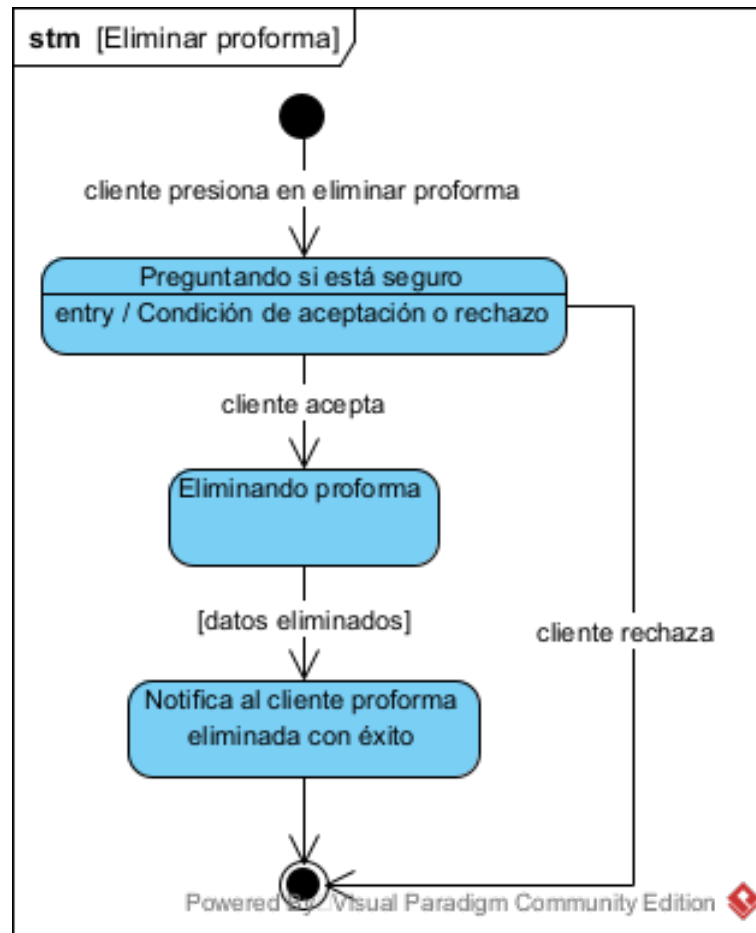 stm [Eliminar proforma]
cliente presiona en eliminar proforma
Preguntando si está seguro
entry / Condición de aceptación o rechazo
cliente acepta
Eliminando proforma
[datos eliminados]
cliente rechaza
Notifica al cliente proforma
eliminada con éxito
Powered By Visual Paradigm Community Edition